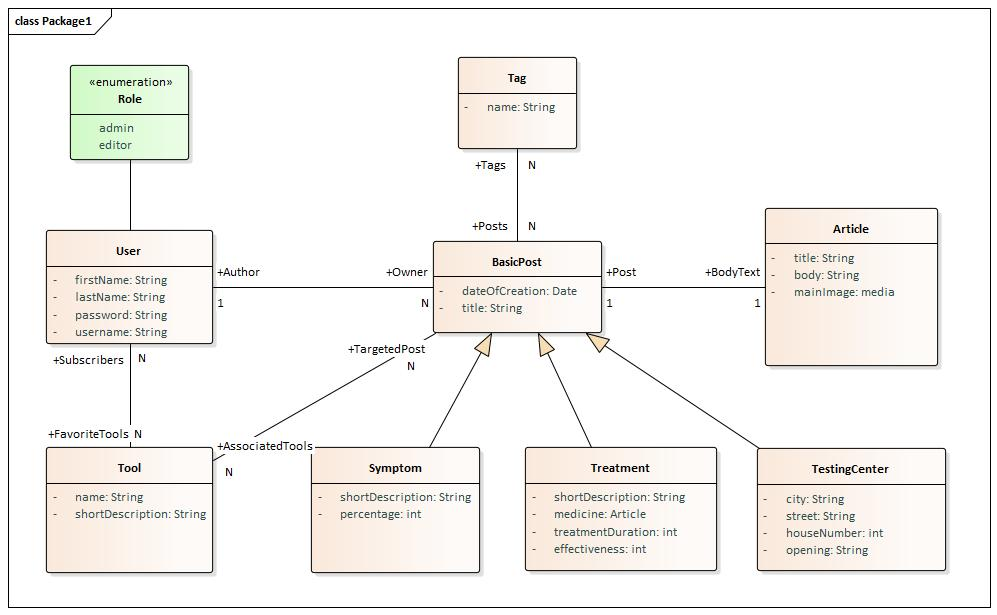 class Package1
«enumeration»
Role
admin
editor
Tag
- name: String
+Tags N
+Posts N
User
- firstName: String
- lastName: String
- password: String
- username: String
+Author
1
+Owner
N
BasicPost
- dateOfCreation: Date
- title: String
+Post
1
+BodyText
1
Article
- title: String
- body: String
- mainImage: media
+Subscribers N
+FavoriteTools N
+TargetedPost
N
+AssociatedTools
N
Tool
- name: String
- shortDescription: String
Symptom
- shortDescription: String
- percentage: int
Treatment
- shortDescription: String
- medicine: Article
- treatmentDuration: int
- effectiveness: int
TestingCenter
- city: String
- street: String
- houseNumber: int
- opening: String